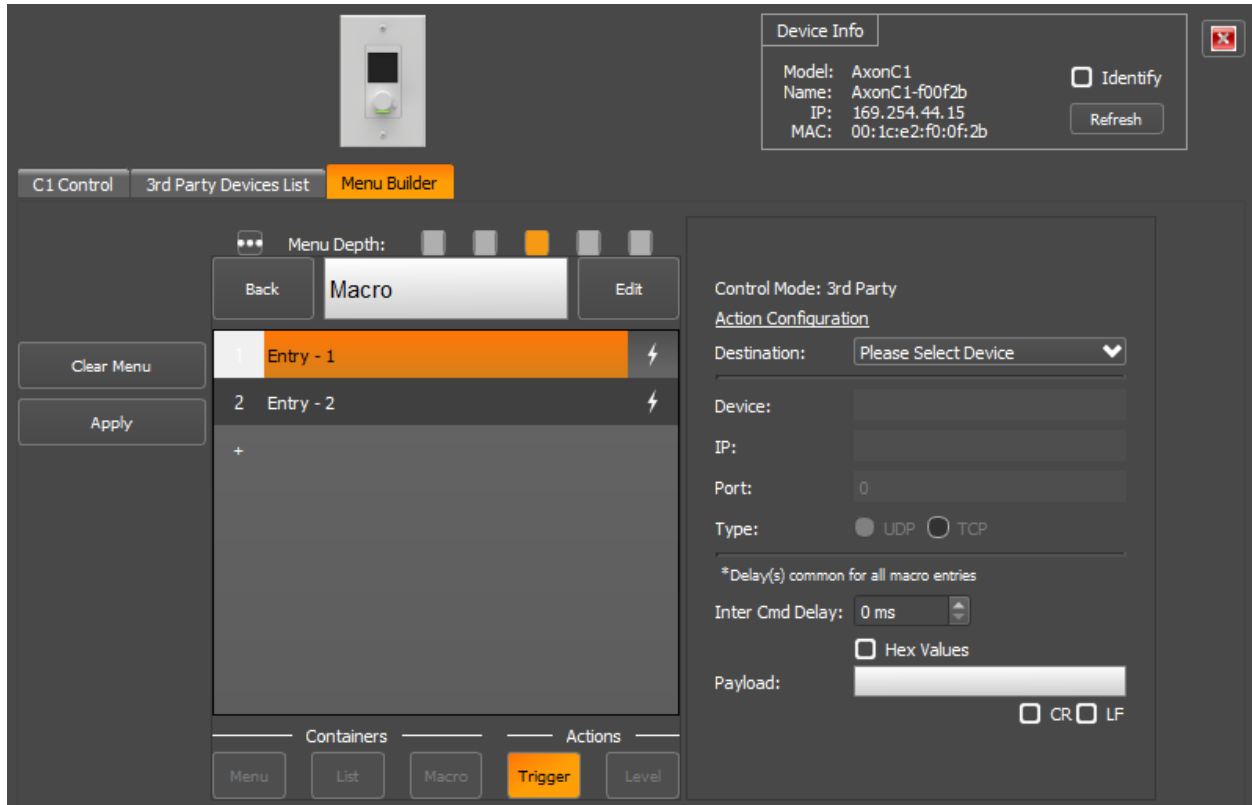 Device Info
Model: AxonC1
Name: AxonC1-f00f2b
IP: 169.254.44.15
MAC: 00:1c:e2:f0:0f:2b
Identify
Refresh
C1 Control 3rd Party Devices List Menu Builder
Menu Depth:
Back Macro Edit
Clear Menu
Apply
1 Entry - 1
2 Entry - 2
+
Containers Actions
Menu List Macro Trigger Level
Control Mode: 3rd Party
Action Configuration
Destination: Please Select Device
Device:
IP:
Port: 0
Type: UDP TCP
*Delay(s) common for all macro entries
Inter Cmd Delay: 0 ms
Hex Values
Payload:
CR LF